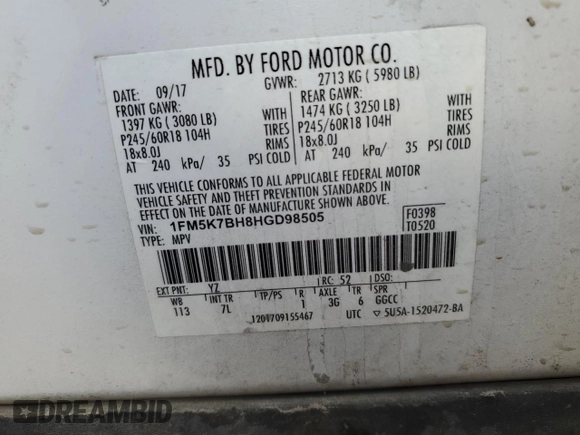 MFD. BY FORD MOTOR CO.
DATE: 09/17 GVWR: 2713 KG ( 5980 LB)
FRONT GAWR: REAR GAWR:
1397 KG ( 3080 LB) WITH 1474 KG ( 3250 LB) WITH
P245/60R18 104H TIRES P245/60R18 104H TIRES
18x8.0J RIMS 18x8.0J RIMS
AT 240 kPa/ 35 PSI COLD AT 240 kPa/ 35 PSI COLD
THIS VEHICLE CONFORMS TO ALL APPLICABLE FEDERAL MOTOR
VEHICLE SAFETY AND THEFT PREVENTION STANDARDS IN
EFFECT ON THE DATE OF MANUFACTURE SHOWN ABOVE.
VIN: 1FM5K7BH8HGD98505 F0398
TYPE: MPV T0520
EXT PNT: YZ RC: 52 DSO:
WB INT TR TP/PS R AXLE TR SPR
113 7L 1 3G 6 GGCC
1201709155467 UTC ▽ 5U5A-1520472-BA
DREAMBID